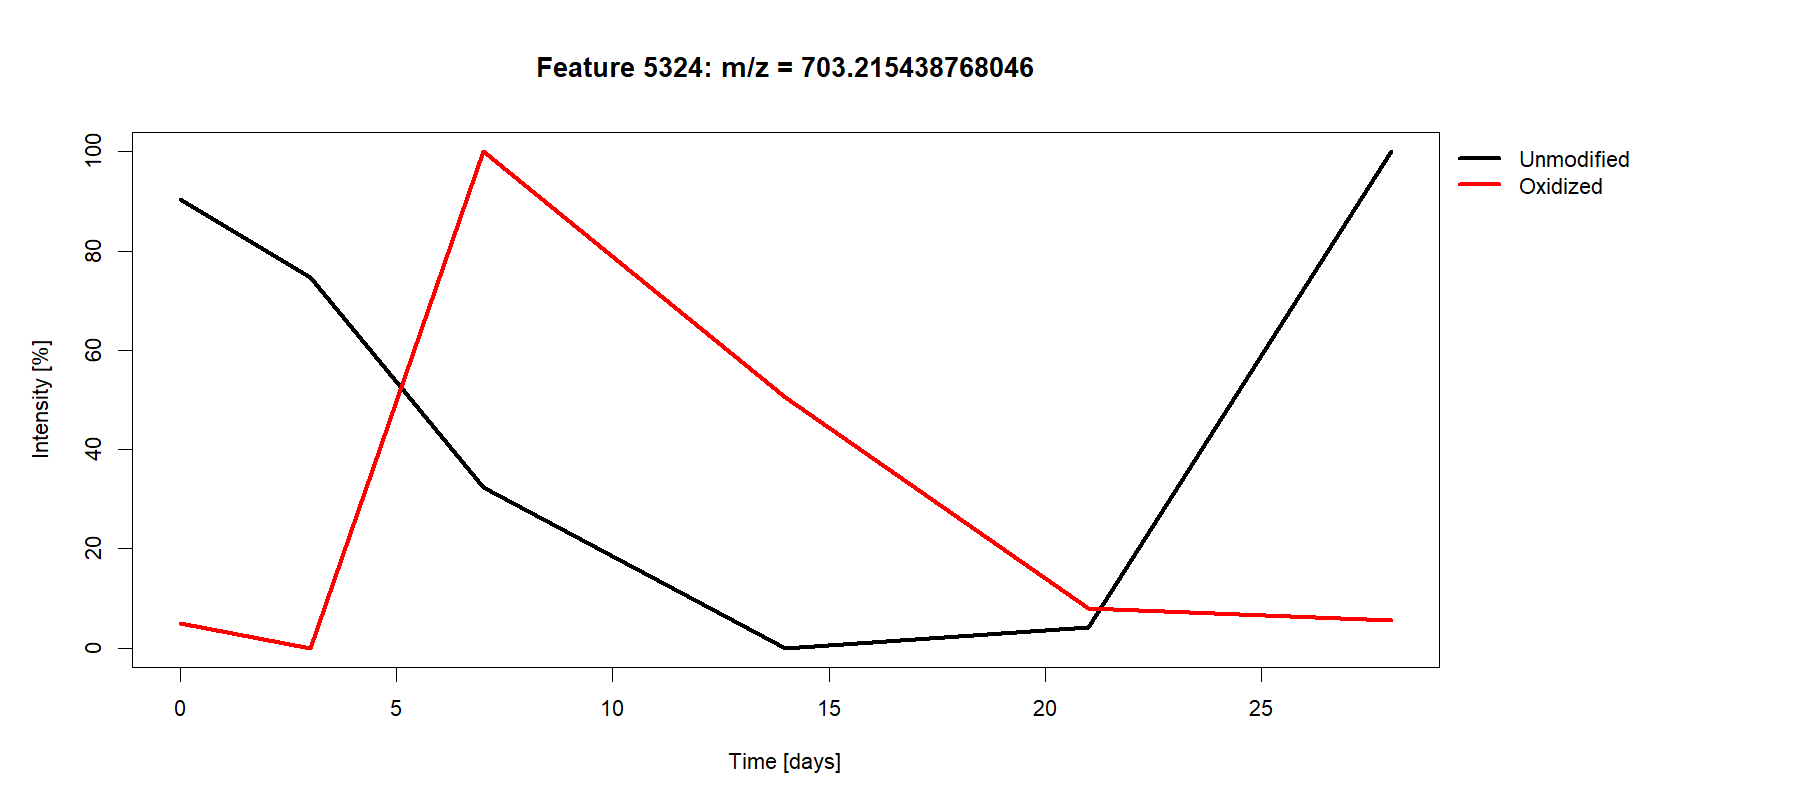 Feature 5324: m/z = 703.215438768046
Unmodified
Oxidized
Intensity [%]
100
80
60
40
20
0
0 5 10 15 20 25
Time [days]